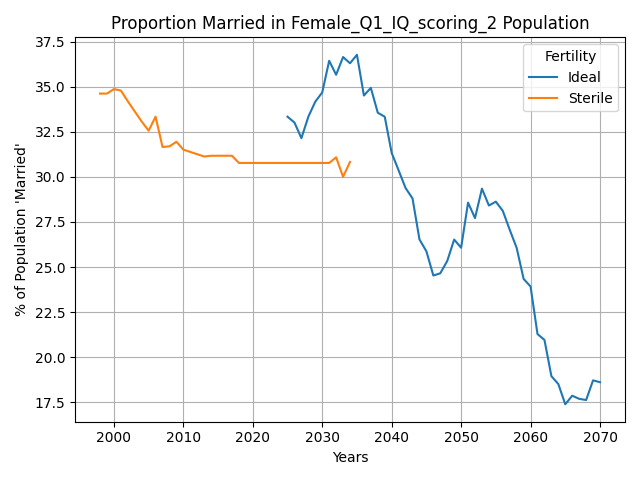 Proportion Married in Female_Q1_IQ_scoring_2 Population
% of Population 'Married'
37.5
35.0
32.5
30.0
27.5
25.0
22.5
20.0
17.5
Fertility
Ideal
Sterile
2000 2010 2020 2030 2040 2050 2060 2070
Years